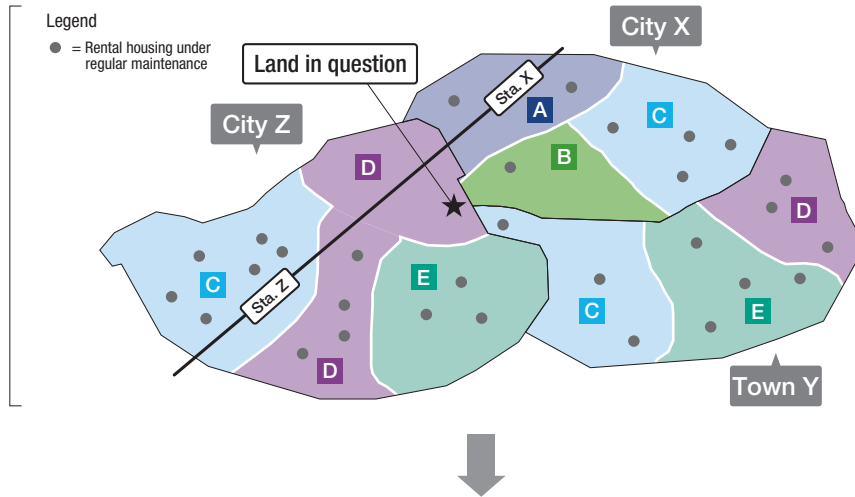 Legend
= Rental housing under
regular maintenance
Land in question
City X
City Z
Sta. X
A
C
B
D
D
C
E
C
E
D
Sta. Z
Town Y